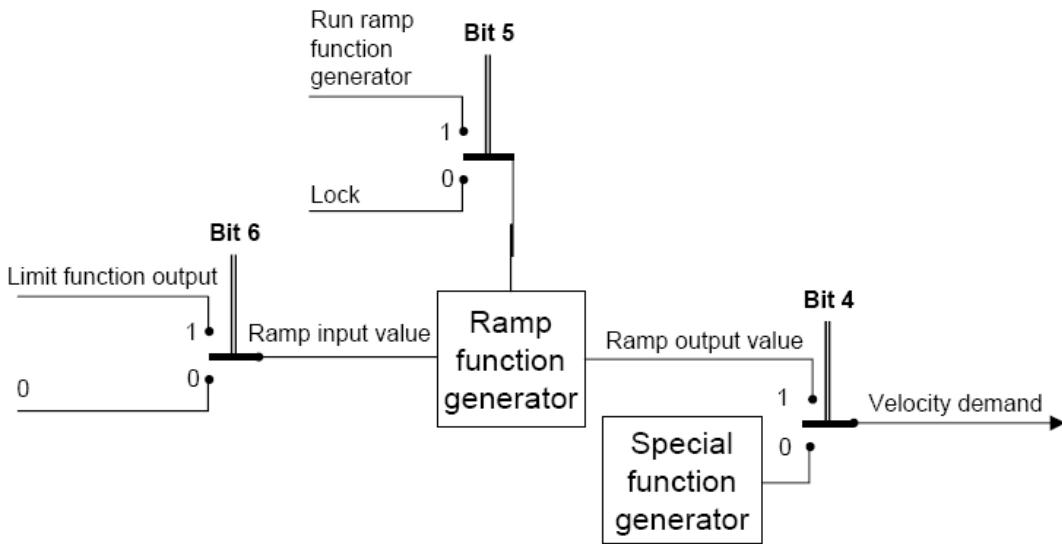 Run ramp
function
generator
Bit 5
1
0
Lock
Bit 6
Limit function output
1
Ramp input value
0
0
Ramp
function
generator
Ramp output value
Bit 4
1
Velocity demand
0
Special
function
generator